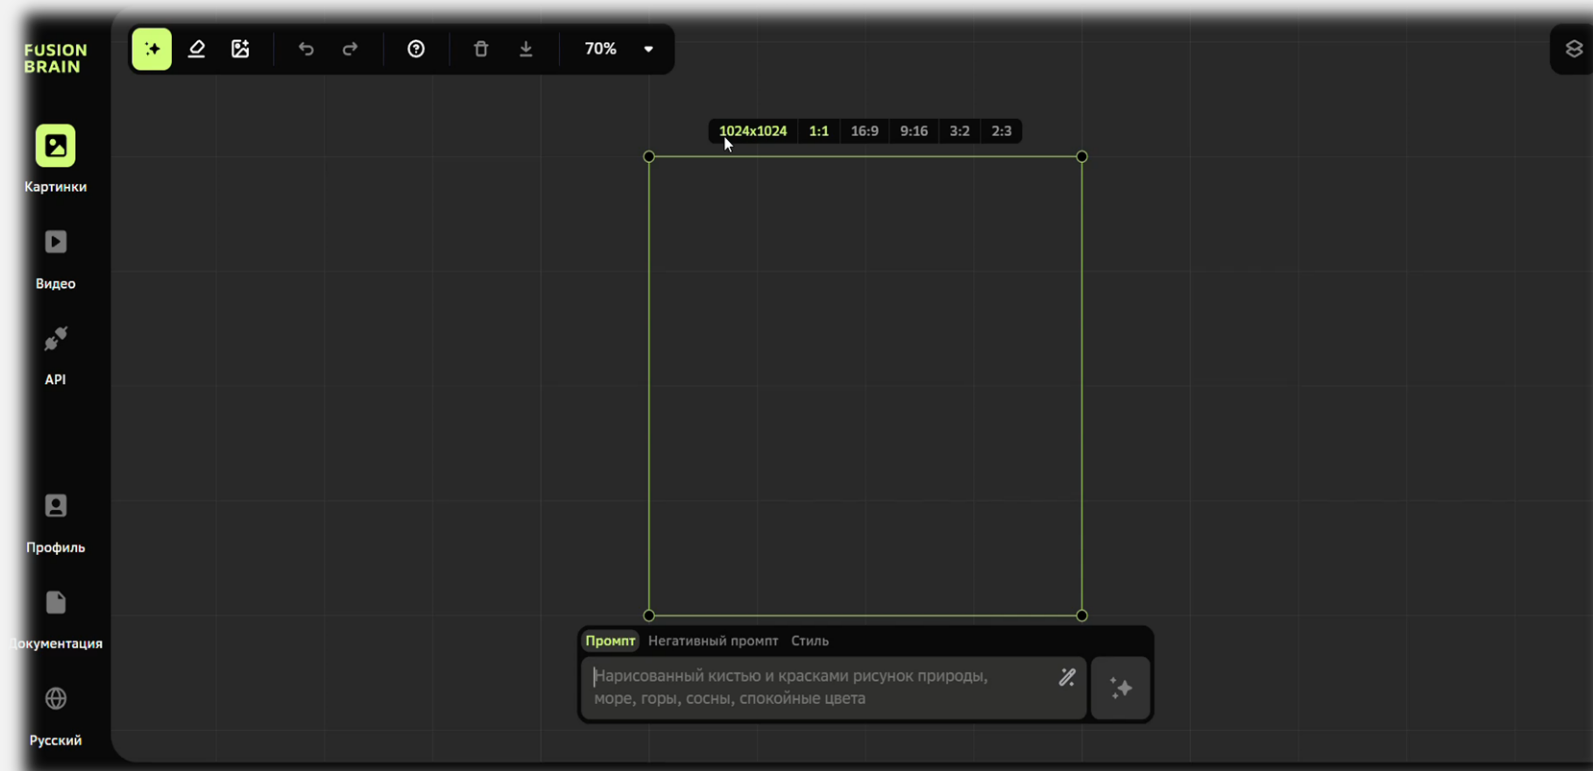 FUSION
BRAIN
70%
1024x1024 1:1 16:9 9:16 3:2 2:3
Картинки
Видео
API
Профиль
Документация
Русский
Промпт Негативный промпт Стиль
Нарисованный кистью и красками рисунок природы,
море, горы, сосны, спокойные цвета